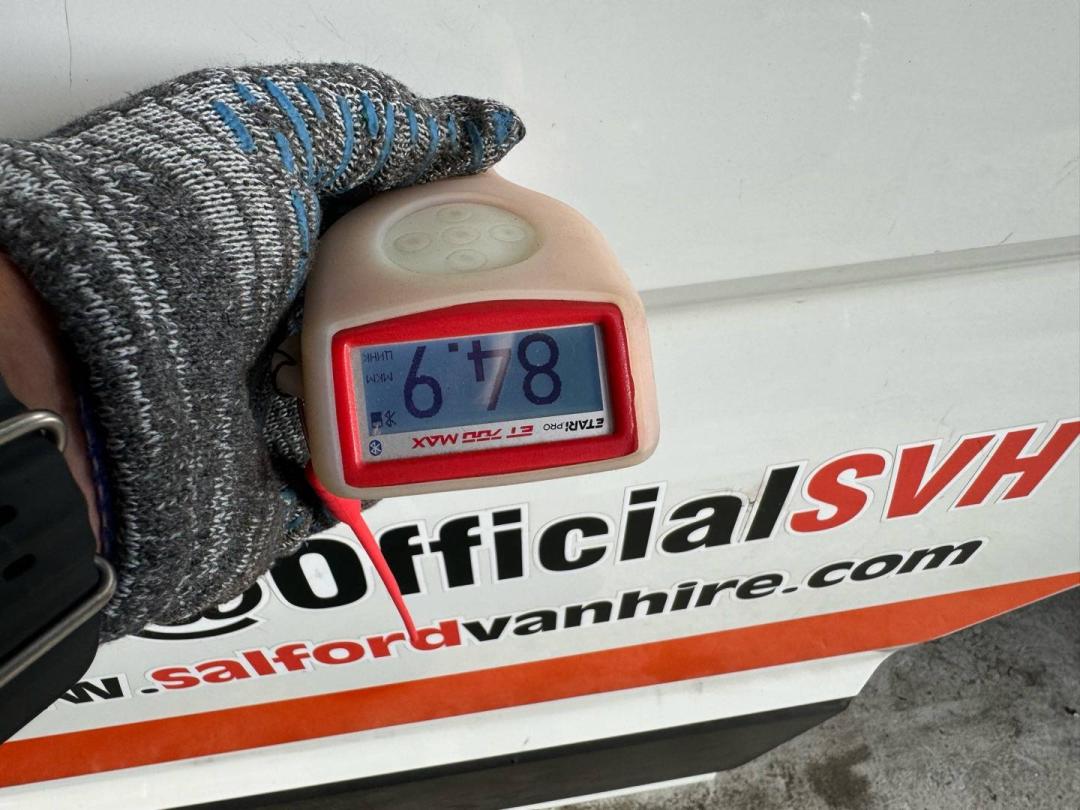 ETARI PRO ET 700 MAX
84.9
МКМ
ЦИНК
@OfficialSVH
w.salfordvanhire.com